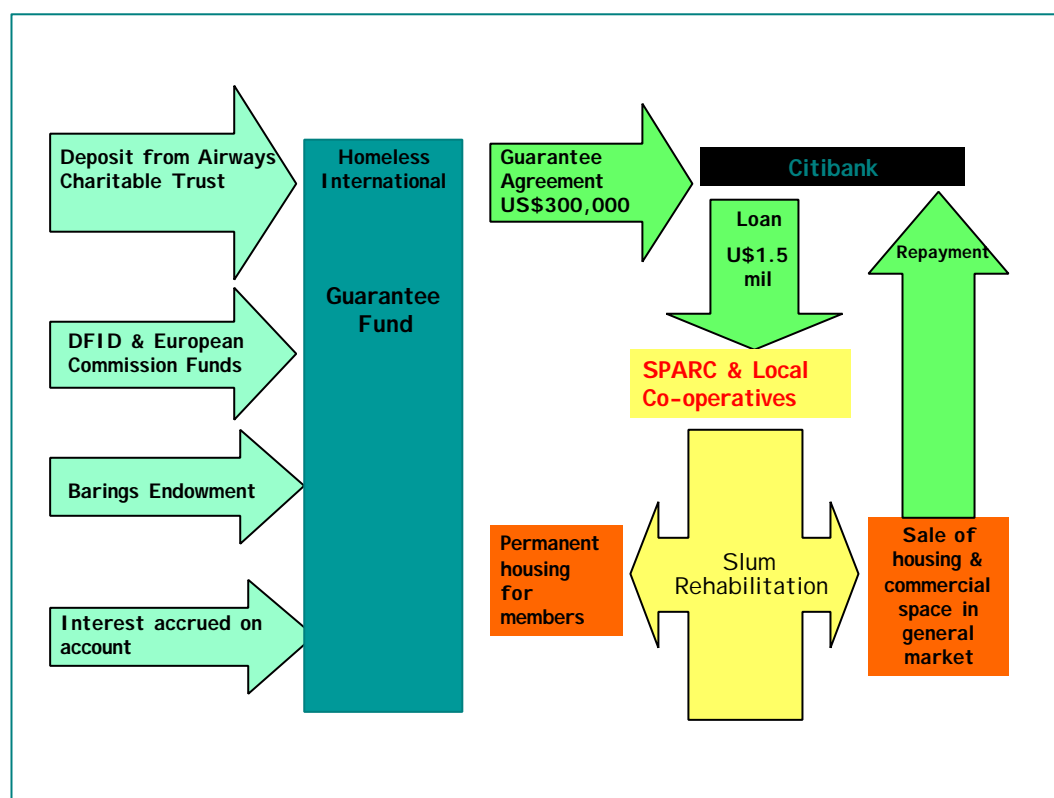 Deposit from Airways
Charitable Trust
DFID & European
Commission Funds
Barings Endowment
Interest accrued on
account
Homeless
International
Guarantee
Fund
Guarantee
Agreement
US$300,000
Citibank
Loan
U$1.5
mil
Repayment
SPARC & Local
Co-operatives
Permanent
housing
for
members
Slum
Rehabilitation
Sale of
housing &
commercial
space in
general
market